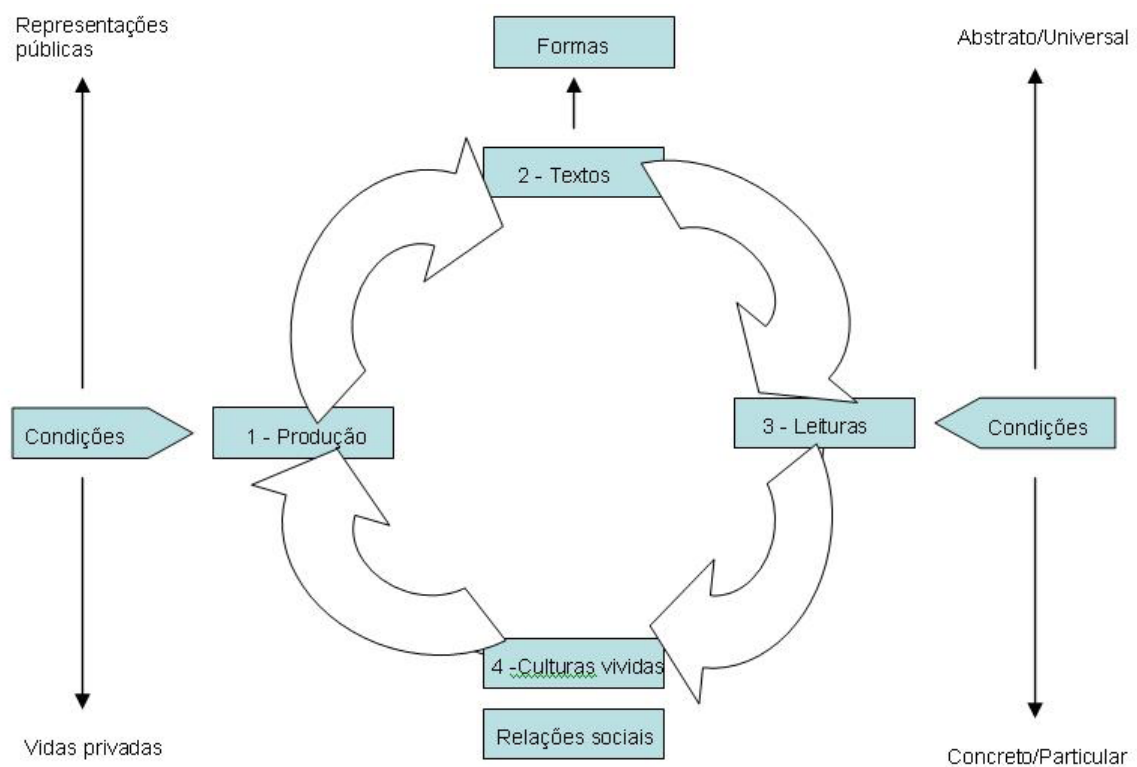 Representações
públicas
Formas
Abstrato/Universal
2 - Textos
Condições
1 - Produção
3 - Leituras
Condições
4 -Culturas vividas
Relações sociais
Vidas privadas
Concreto/Particular